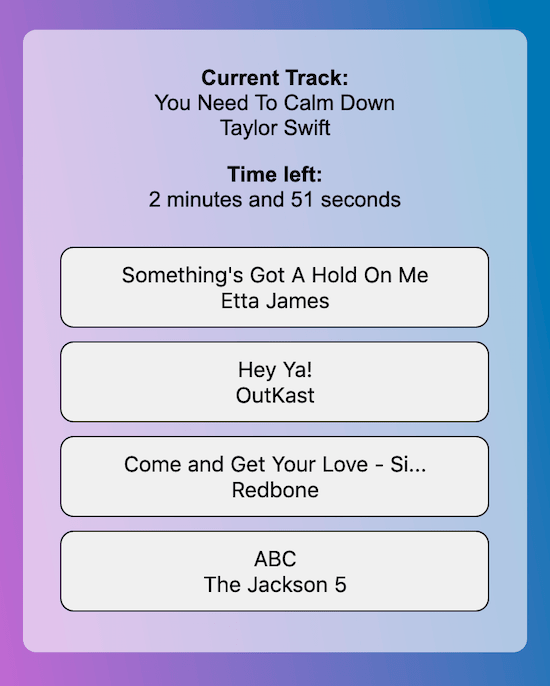 Current Track:
You Need To Calm Down
Taylor Swift
Time left:
2 minutes and 51 seconds
Something's Got A Hold On Me
Etta James
Hey Ya!
OutKast
Come and Get Your Love - Si...
Redbone
ABC
The Jackson 5